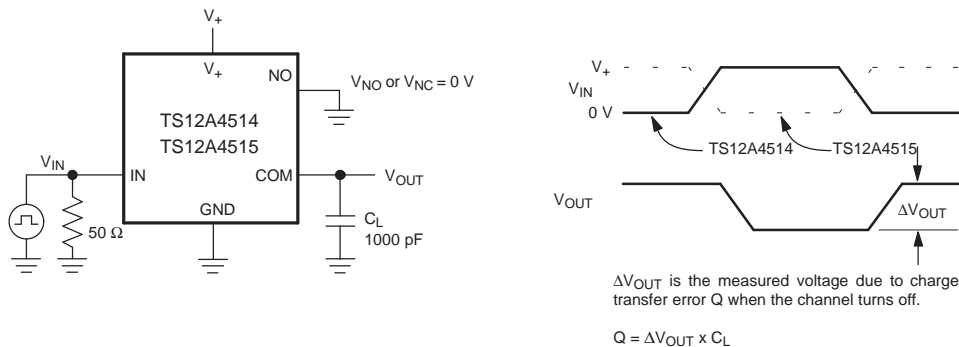 V+
V+
NO
VNO or VNC = 0 V
TS12A4514
TS12A4515
VIN
IN
COM
VOUT
GND
50 Ω
CL
1000 pF
V+
VIN
0 V
TS12A4514
TS12A4515
VOUT
ΔVOUT
ΔVOUT is the measured voltage due to charge
transfer error Q when the channel turns off.
Q = ΔVOUT x CL